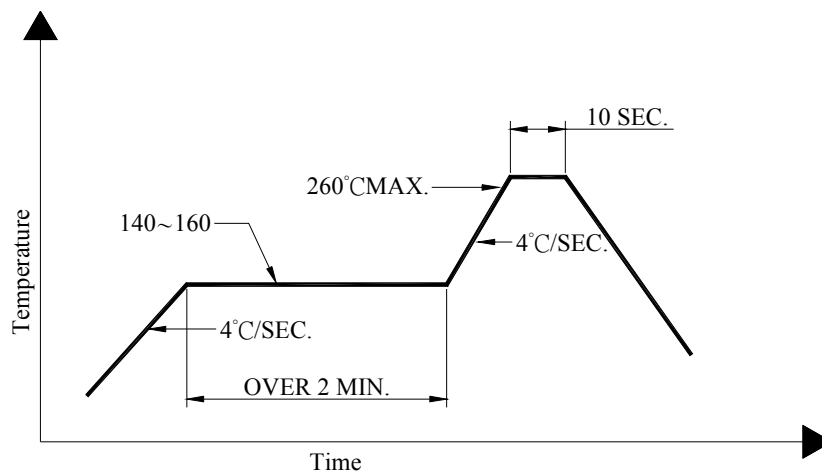 10 SEC.
260℃MAX.
140~160
4℃/SEC.
4℃/SEC.
OVER 2 MIN.
Temperature
Time